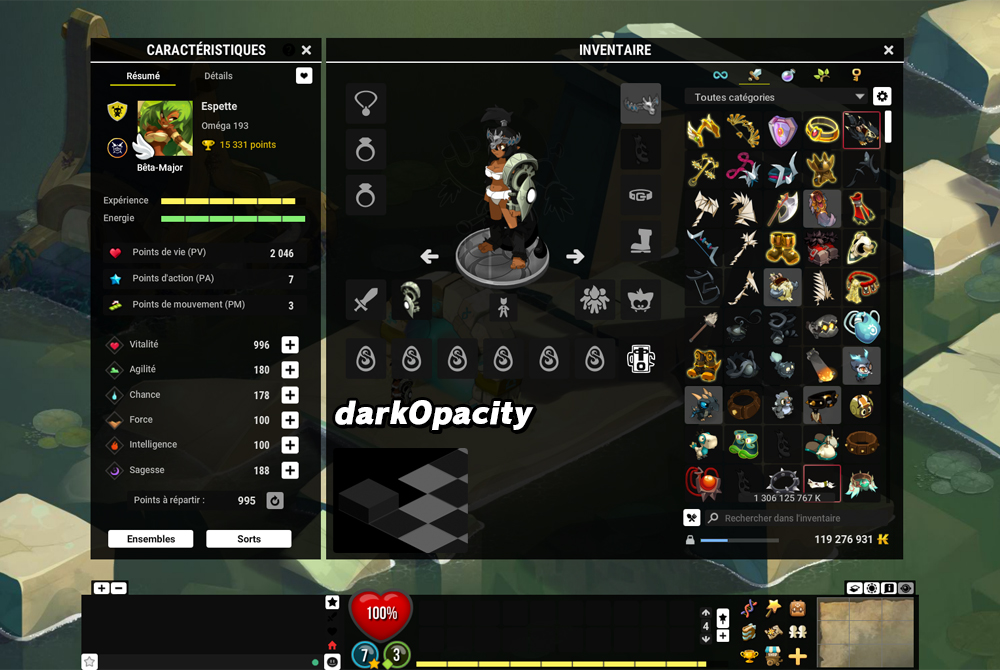 CARACTÉRISTIQUES
Résumé
Détails
Espette
Oméga 193
15 331 points
Bêta-Major
Expérience
Energie
Points de vie (PV) 2 046
Points d'action (PA) 7
Points de mouvement (PM) 3
Vitalité 996
Agilité 180
Chance 178
Force 100
Intelligence 100
Sagesse 188
Points à répartir : 995
Ensembles
Sorts
INVENTAIRE
Toutes catégories
darkOpacity
1 306 125 767 K
Rechercher dans l'inventaire
119 276 931 K
100%
7
3
4